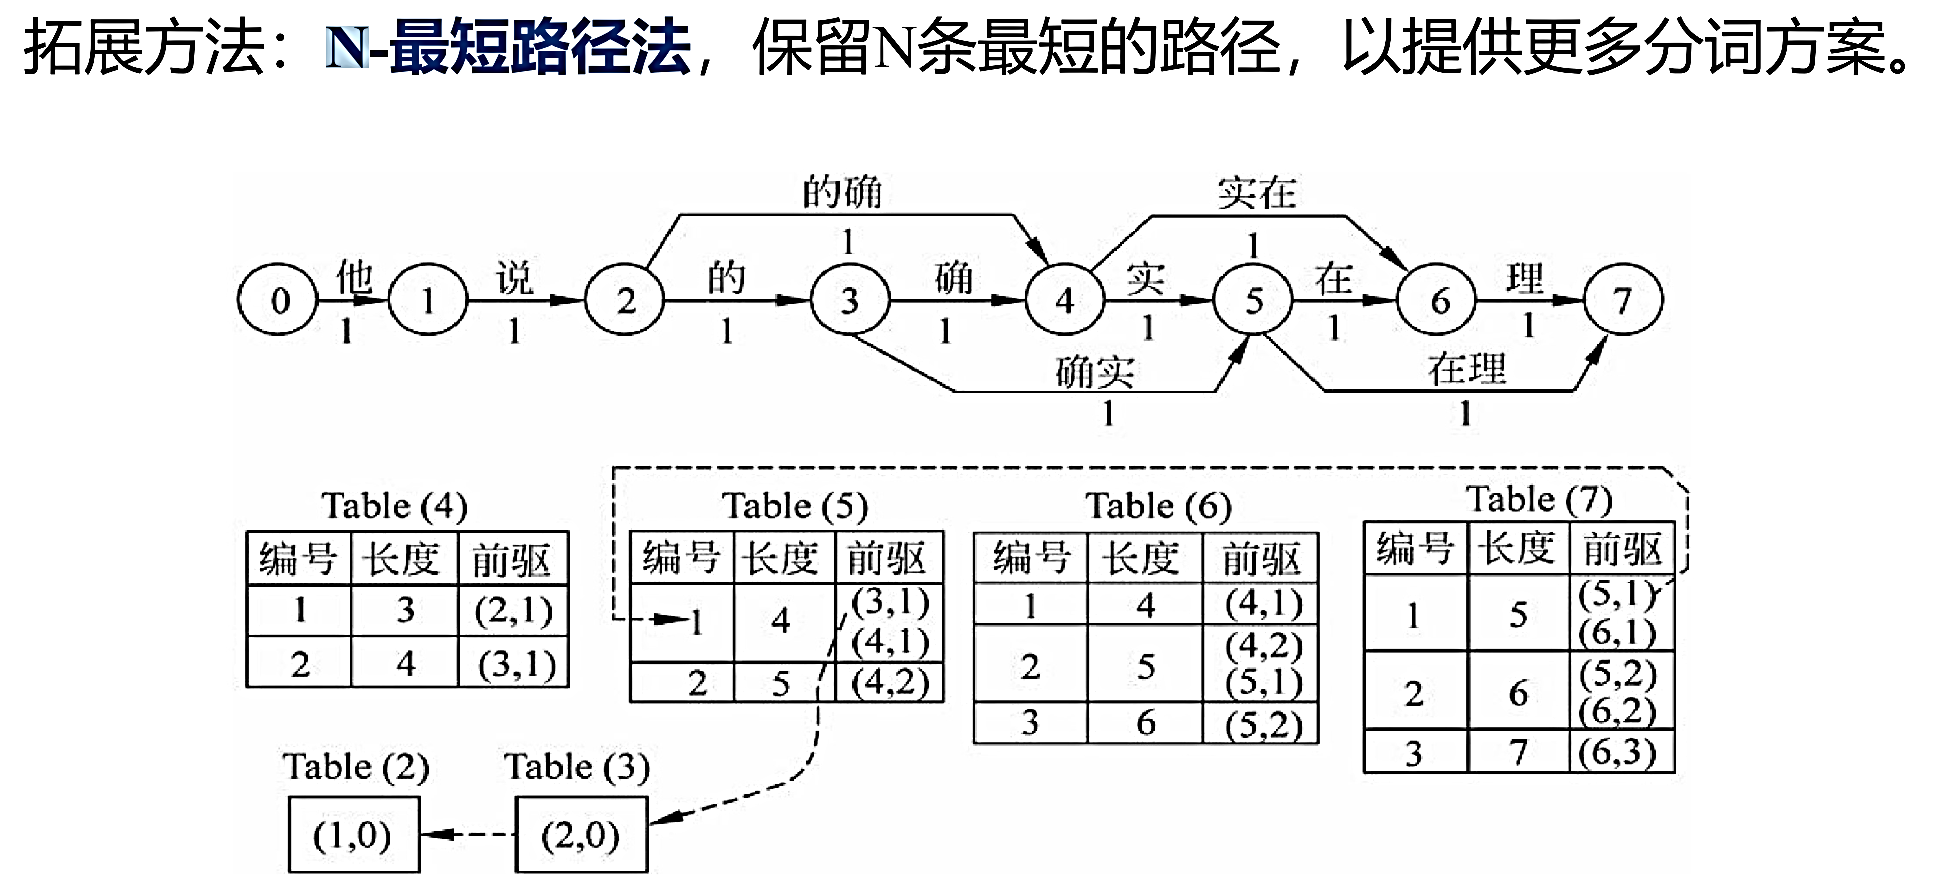 拓展方法：N-最短路径法，保留N条最短的路径，以提供更多分词方案。
的确 实在
1 1
他 说 的 确 实 在 理
0 1 2 3 4 5 6 7
1 1 1 1 1 1 1
确实 在理
1 1
Table (4)
编号 长度 前驱
1 3 (2,1)
2 4 (3,1)
Table (5)
编号 长度 前驱
1 4 (3,1)
(4,1)
2 5 (4,2)
Table (6)
编号 长度 前驱
1 4 (4,1)
2 5 (4,2)
(5,1)
3 6 (5,2)
Table (7)
编号 长度 前驱
1 5 (5,1)
(6,1)
2 6 (5,2)
(6,2)
3 7 (6,3)
Table (2) Table (3)
(1,0) (2,0)